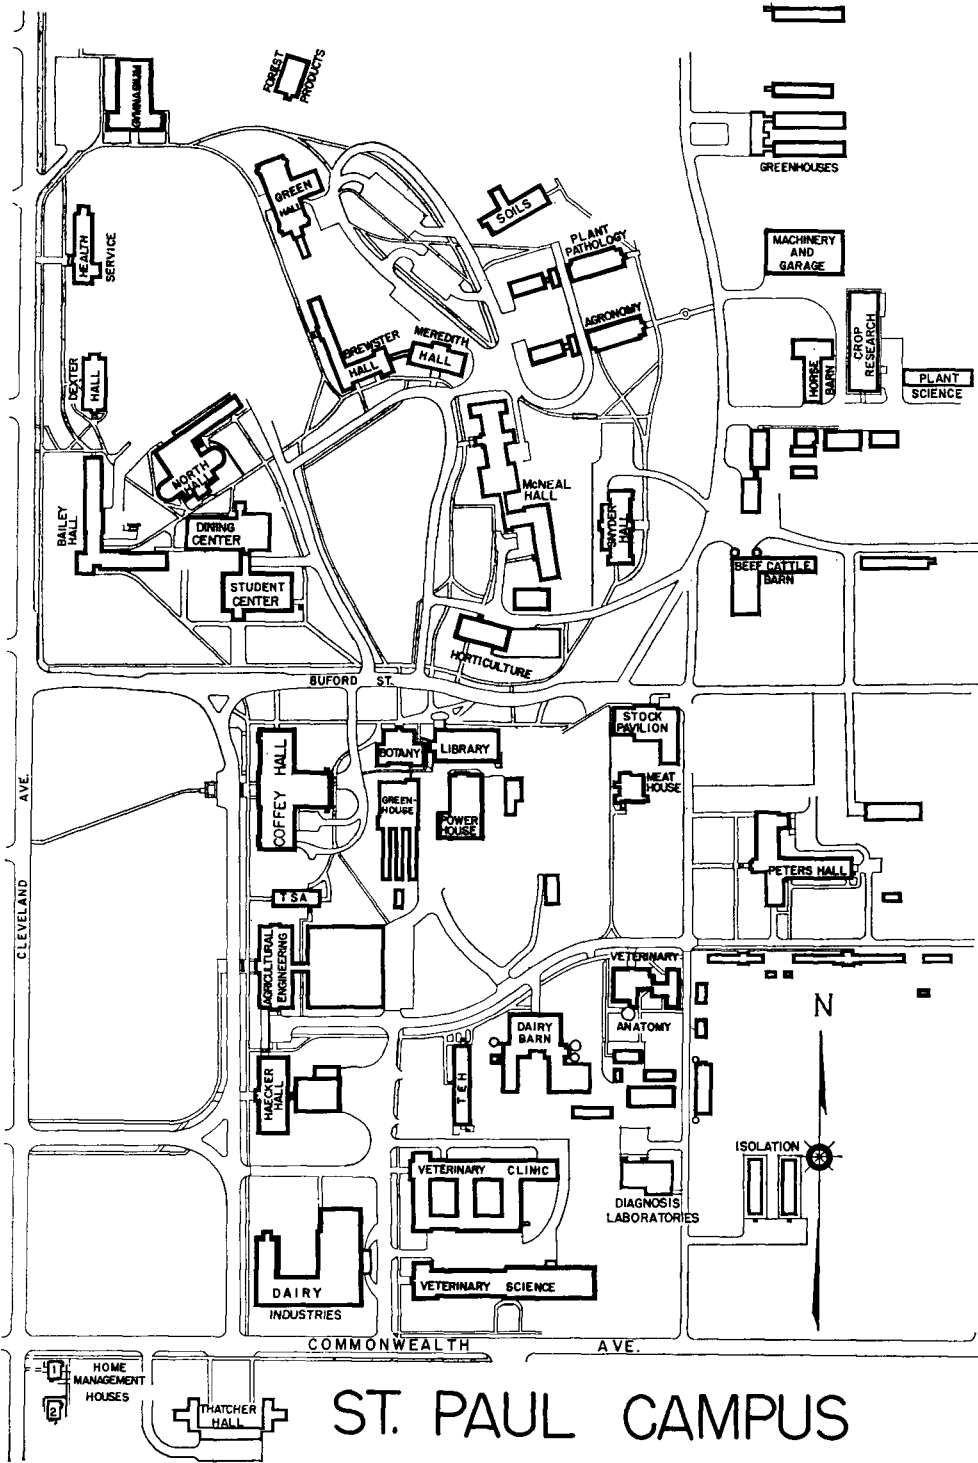 GYMNASIUM
FOREST
PRODUCTS
GREENHOUSES
GREEN
HALL
SOILS
HEALTH
SERVICE
PLANT
PATHOLOGY
MACHINERY
AND
GARAGE
AGRONOMY
CROP
RESEARCH
BREWSTER
HALL
MEREDITH
HALL
DEXTER
HALL
HORSE
BARN
PLANT
SCIENCE
NORTH
HALL
McNEAL
HALL
BAILEY
HALL
DINING
CENTER
SNYDER
HALL
STUDENT
CENTER
BEEF CATTLE
BARN
HORTICULTURE
BUFORD ST.
STOCK
PAVILION
COFFEY HALL
BOTANY
LIBRARY
MEAT
HOUSE
GREEN-
HOUSE
POWER
HOUSE
CLEVELAND AVE.
PETERS HALL
TSA
AGRICULTURAL
ENGINEERING
VETERINARY
ANATOMY
N
DAIRY
BARN
HAECKER
HALL
TEH
ISOLATION
VETERINARY CLINIC
DIAGNOSIS
LABORATORIES
DAIRY
INDUSTRIES
VETERINARY SCIENCE
COMMONWEALTH AVE.
1
2
HOME
MANAGEMENT
HOUSES
THATCHER
HALL
ST. PAUL CAMPUS